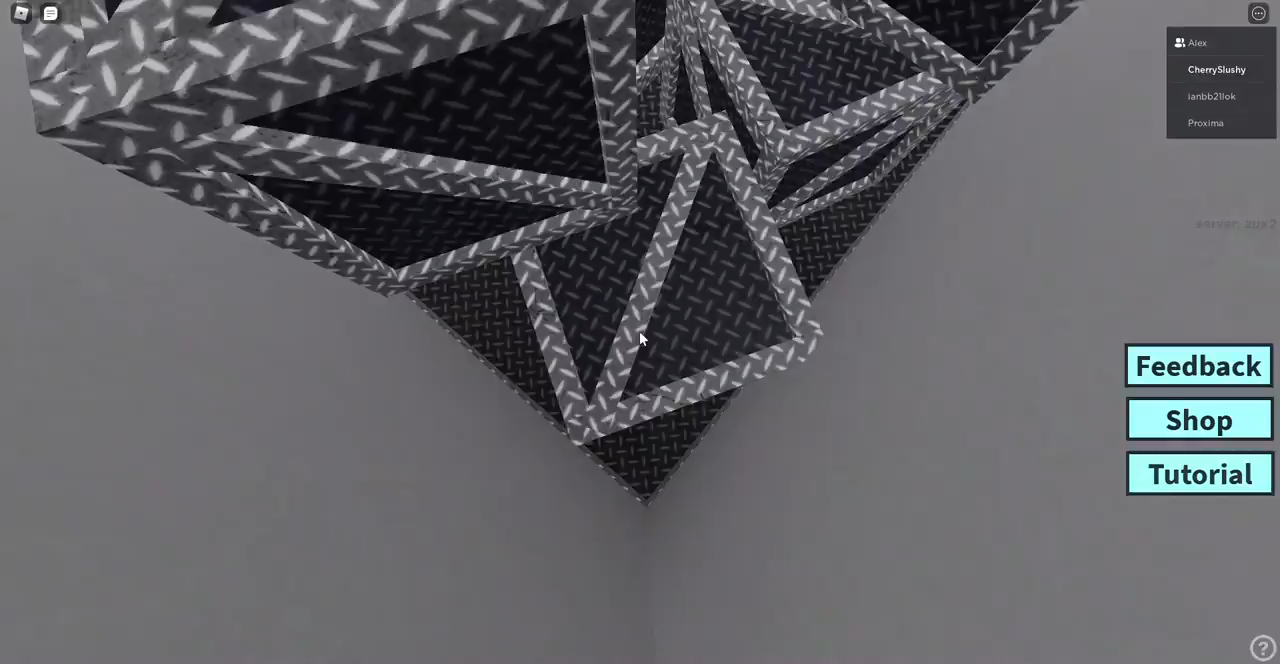 Alex
CherrySlushy
ianbb21lok
Proxima
Feedback
Shop
Tutorial
?